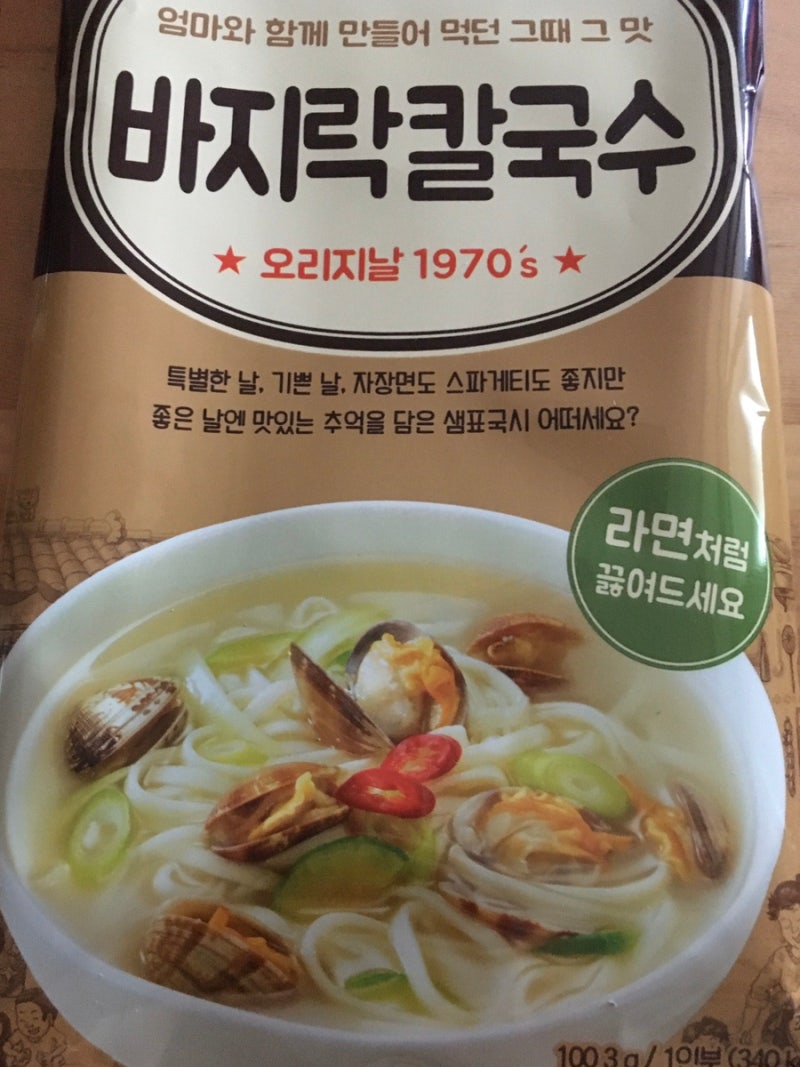 엄마와 함께 만들어 먹던 그때 그 맛
바지락칼국수
★ 오리지날 1970's ★
특별한 날, 기쁜 날, 자장면도 스파게티도 좋지만
좋은 날엔 맛있는 추억을 담은 샘표국시 어떠세요?
라면처럼
끓여드세요
100.3 g / 1인분 (340 k